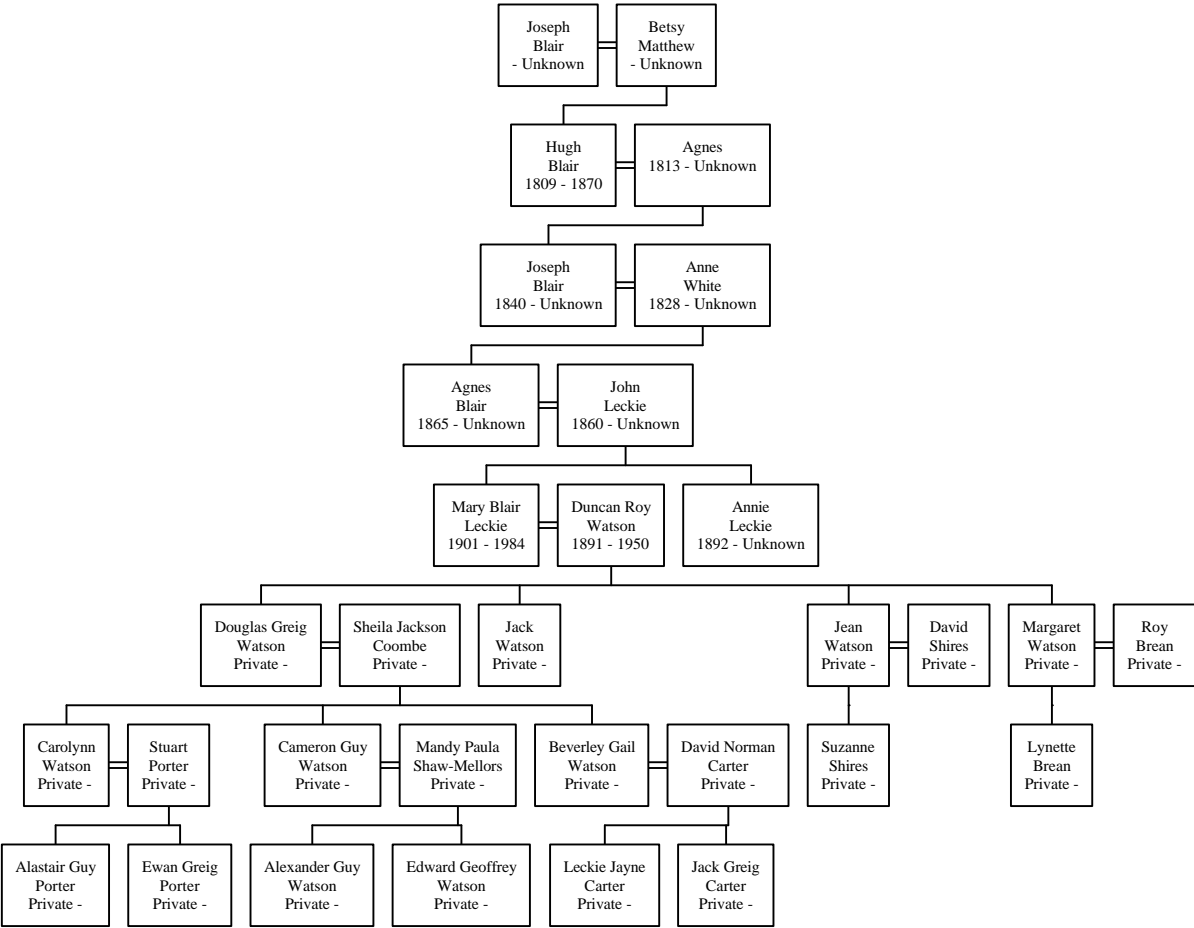 Joseph
Blair
- Unknown
Betsy
Matthew
- Unknown
Hugh
Blair
1809 - 1870
Agnes
1813 - Unknown
Joseph
Blair
1840 - Unknown
Anne
White
1828 - Unknown
Agnes
Blair
1865 - Unknown
John
Leckie
1860 - Unknown
Mary Blair
Leckie
1901 - 1984
Duncan Roy
Watson
1891 - 1950
Annie
Leckie
1892 - Unknown
Douglas Greig
Watson
Private -
Sheila Jackson
Coombe
Private -
Jack
Watson
Private -
Jean
Watson
Private -
David
Shires
Private -
Margaret
Watson
Private -
Roy
Brean
Private -
Carolynn
Watson
Private -
Stuart
Porter
Private -
Cameron Guy
Watson
Private -
Mandy Paula
Shaw-Mellors
Private -
Beverley Gail
Watson
Private -
David Norman
Carter
Private -
Suzanne
Shires
Private -
Lynette
Brean
Private -
Alastair Guy
Porter
Private -
Ewan Greig
Porter
Private -
Alexander Guy
Watson
Private -
Edward Geoffrey
Watson
Private -
Leckie Jayne
Carter
Private -
Jack Greig
Carter
Private -